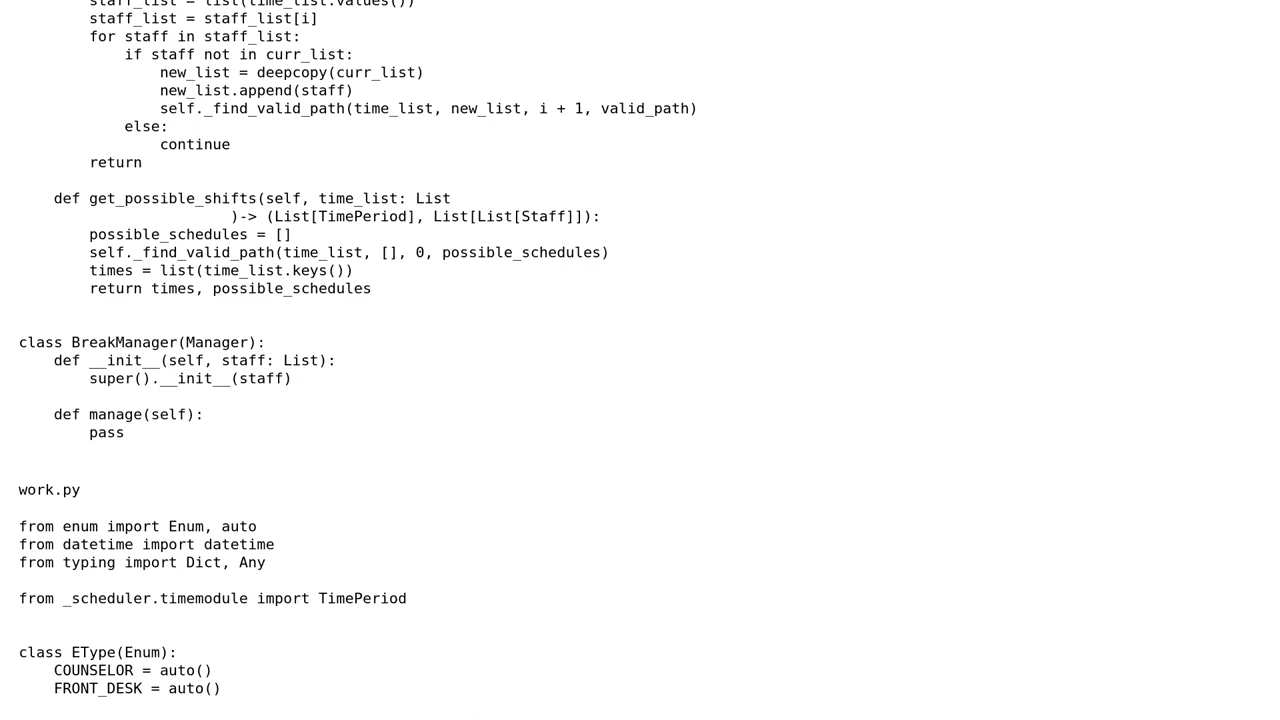 staff_list = list(time_list.values())
        staff_list = staff_list[i]
        for staff in staff_list:
            if staff not in curr_list:
                new_list = deepcopy(curr_list)
                new_list.append(staff)
                self._find_valid_path(time_list, new_list, i + 1, valid_path)
            else:
                continue
        return

    def get_possible_shifts(self, time_list: List
                        )-> (List[TimePeriod], List[List[Staff]]):
        possible_schedules = []
        self._find_valid_path(time_list, [], 0, possible_schedules)
        times = list(time_list.keys())
        return times, possible_schedules


class BreakManager(Manager):
    def __init__(self, staff: List):
        super().__init__(staff)

    def manage(self):
        pass


work.py

from enum import Enum, auto
from datetime import datetime
from typing import Dict, Any

from _scheduler.timemodule import TimePeriod


class EType(Enum):
    COUNSELOR = auto()
    FRONT_DESK = auto()